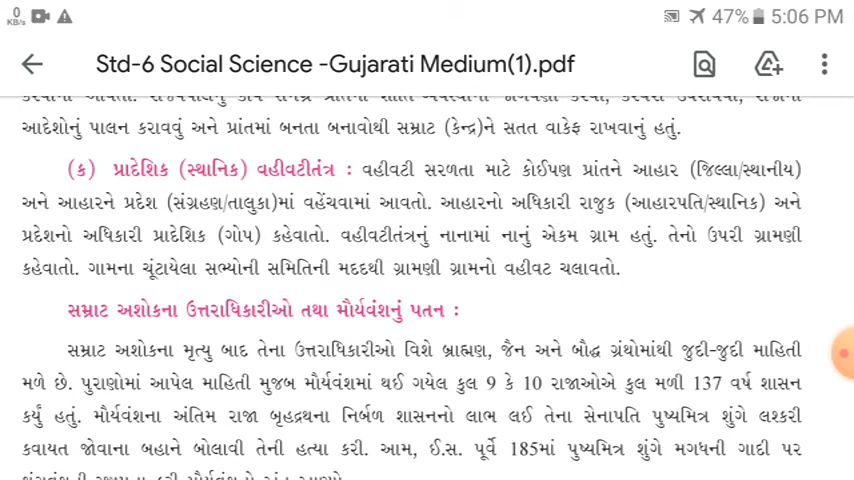 0
KB/s
47% 5:06 PM
Std-6 Social Science -Gujarati Medium(1).pdf
આદેશોનું પાલન કરાવવું અને પ્રાંતમાં બનતા બનાવોથી સમ્રાટ (કેન્દ્ર)ને સતત વાકેફ રાખવાનું હતું.
(ક) પ્રાદેશિક (સ્થાનિક) વહીવટીતંત્ર : વહીવટી સરળતા માટે કોઈપણ પ્રાંતને આહાર (જિલ્લા/સ્થાનીય)
અને આહારને પ્રદેશ (સંગ્રહણ/તાલુકા)માં વહેંચવામાં આવતો. આહારનો અધિકારી રાજુક (આહારપતિ/સ્થાનિક) અને
પ્રદેશનો અધિકારી પ્રાદેશિક (ગોપ) કહેવાતો. વહીવટીતંત્રનું નાનામાં નાનું એકમ ગ્રામ હતું. તેનો ઉપરી ગ્રામણી
કહેવાતો. ગામના ચૂંટાયેલા સભ્યોની સમિતિની મદદથી ગ્રામણી ગ્રામનો વહીવટ ચલાવતો.
સમ્રાટ અશોકના ઉત્તરાધિકારીઓ તથા મૌર્યવંશનું પતન :
સમ્રાટ અશોકના મૃત્યુ બાદ તેના ઉત્તરાધિકારીઓ વિશે બ્રાહ્મણ, જૈન અને બૌદ્ધ ગ્રંથોમાંથી જુદી-જુદી માહિતી
મળે છે. પુરાણોમાં આપેલ માહિતી મુજબ મૌર્યવંશમાં થઈ ગયેલ કુલ 9 કે 10 રાજાઓએ કુલ મળી 137 વર્ષ શાસન
કર્યું હતું. મૌર્યવંશના અંતિમ રાજા બૃહદ્રથના નિર્બળ શાસનનો લાભ લઈ તેના સેનાપતિ પુષ્યમિત્ર શુંગે લશ્કરી
કવાયત જોવાના બહાને બોલાવી તેની હત્યા કરી. આમ, ઈ.સ. પૂર્વે 185માં પુષ્યમિત્ર શુંગે મગધની ગાદી પર